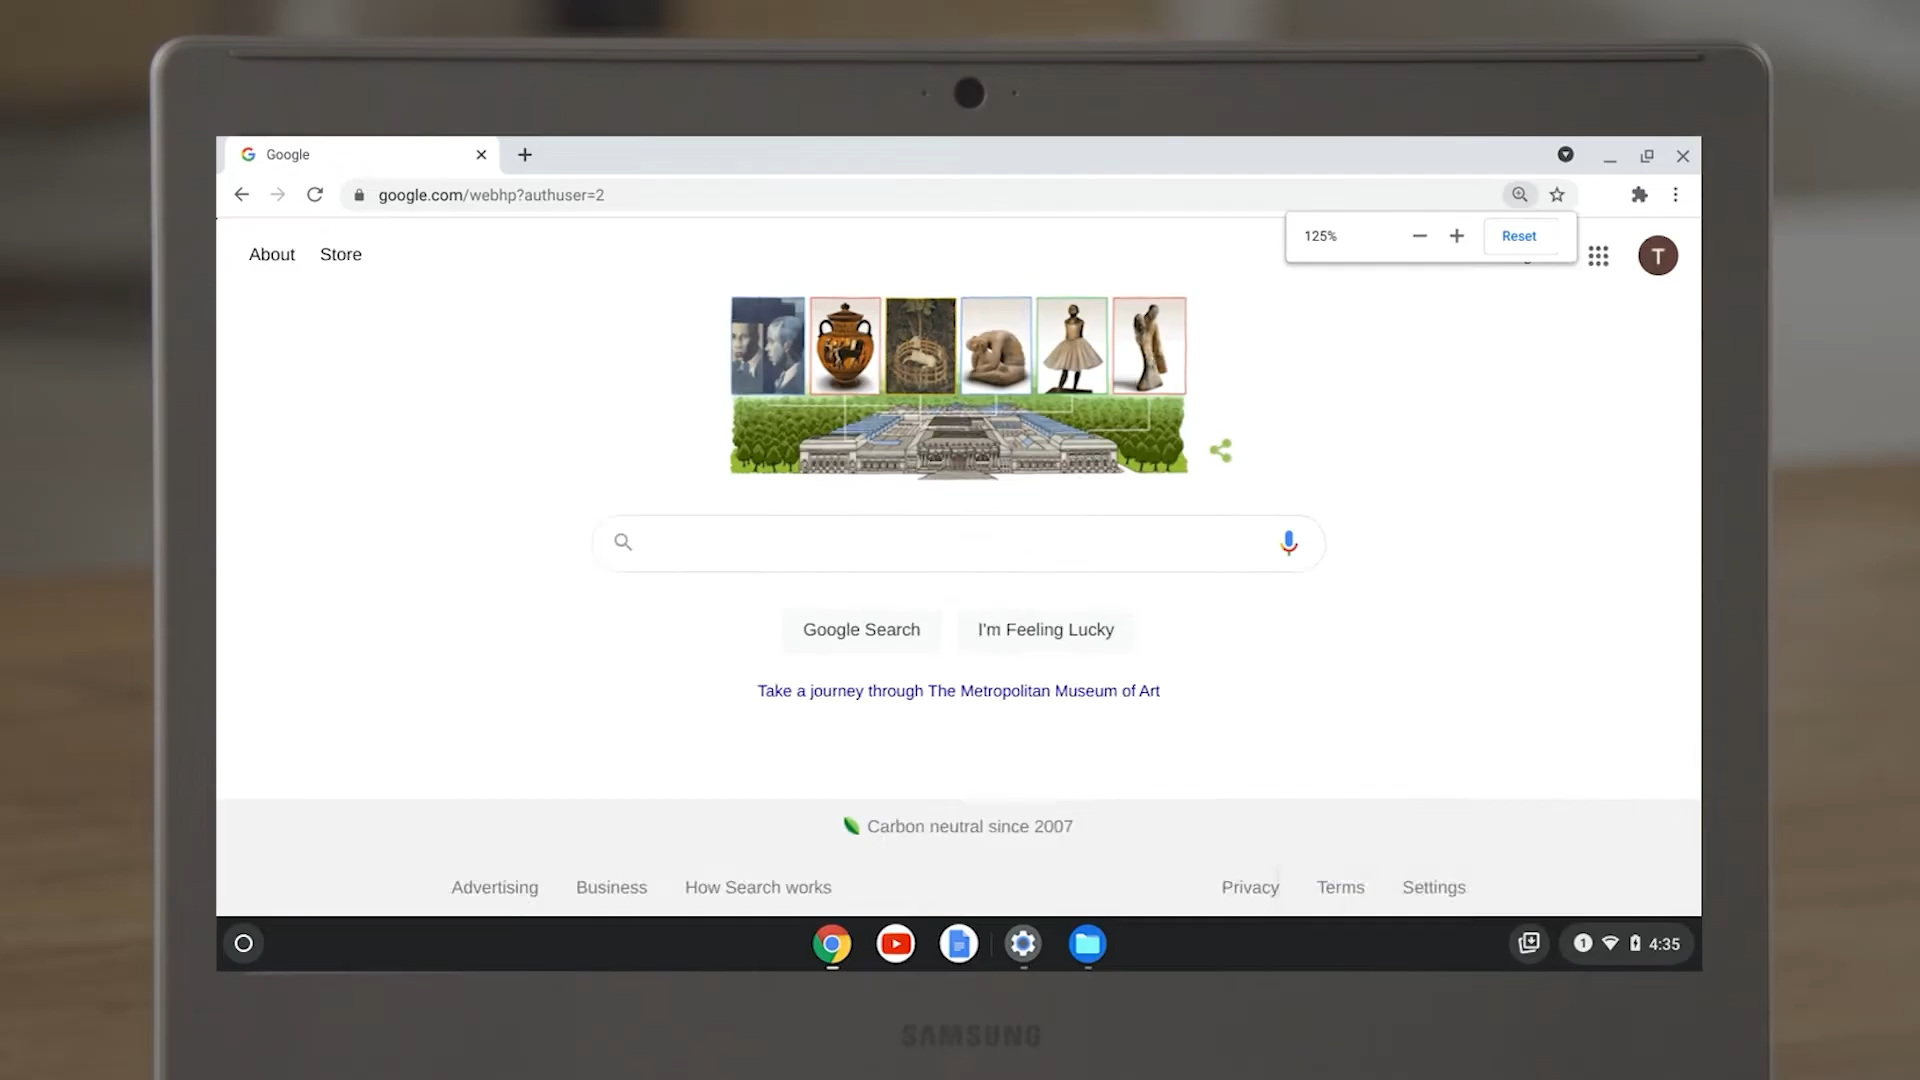 Google
google.com/webhp?authuser=2
125%
Reset
About Store
T
Google Search
I'm Feeling Lucky
Take a journey through The Metropolitan Museum of Art
Carbon neutral since 2007
Advertising Business How Search works
Privacy Terms Settings
1 4:35
SAMSUNG